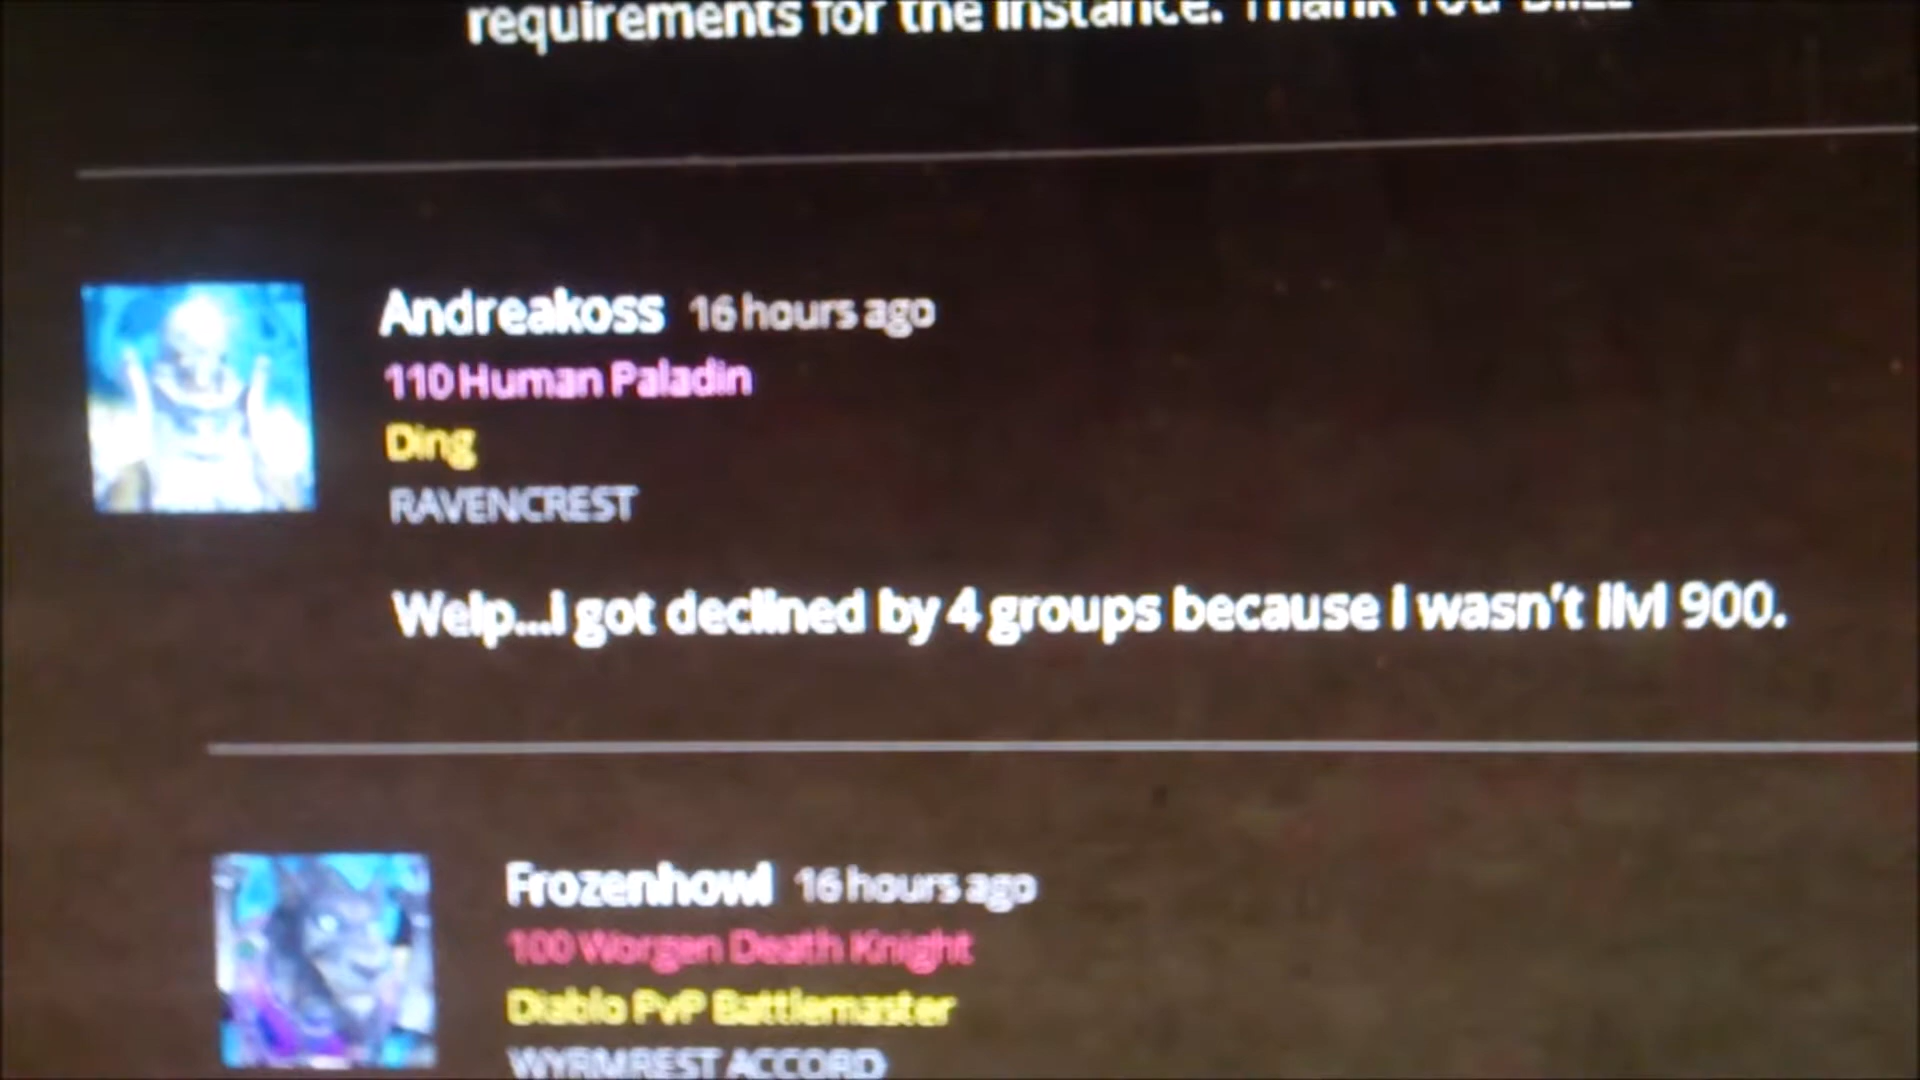 requirements for the instance. Thank You Blizz
Andreakoss 16 hours ago
110 Human Paladin
Ding
RAVENCREST
Welp...I got declined by 4 groups because I wasn't ilvl 900.
Frozenhowl 16 hours ago
100 Worgen Death Knight
Diablo PvP Battlemaster
WYRMREST ACCORD